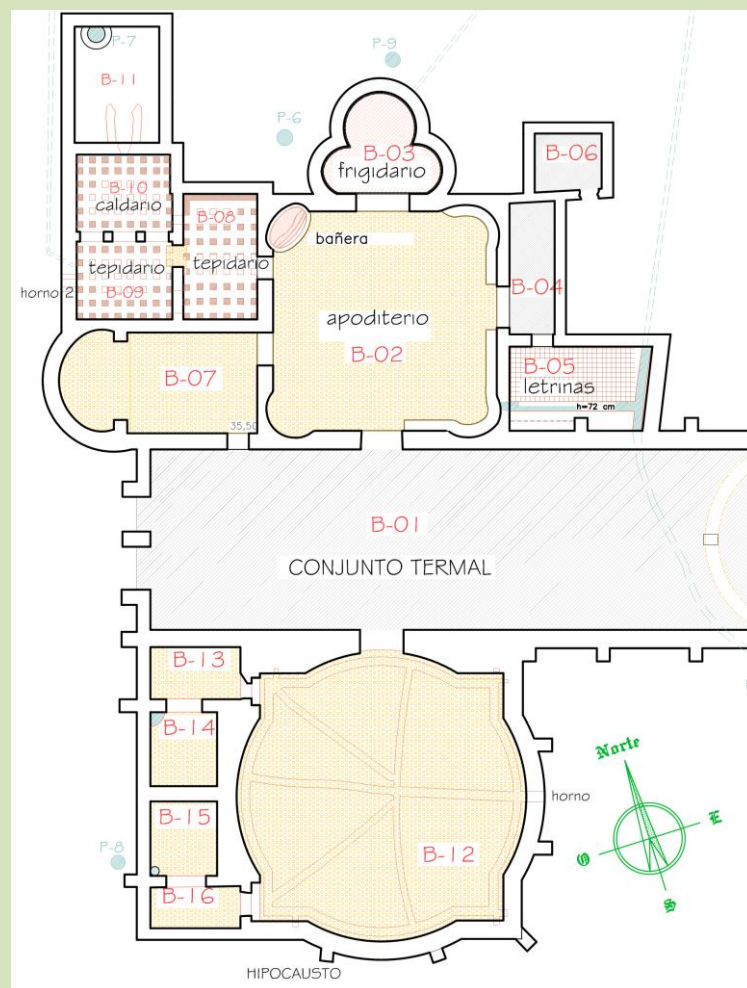 P-7
P-9
B-11
P-6
B-03
frigidario
B-06
B-10
caldario
B-08
bañera
tepidario
tepidario
horno 2
B-09
apoditerio
B-02
B-04
B-05
letrinas
h=72 cm
B-07
35,50
B-01
CONJUNTO TERMAL
B-13
B-14
B-15
B-16
P-8
B-12
horno
Norte
E
O
S
HIPOCAUSTO